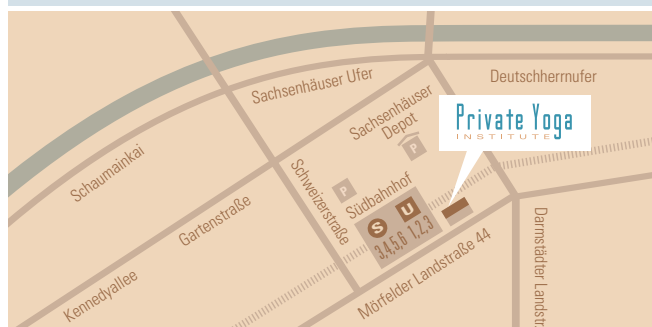 Sachsenhäuser Ufer
Deutschherrnufer
Sachsenhäuser
Depot
P
Private Yoga
INSTITUTE
Schaumainkai
P
Schweizerstraße
Südbahnhof
Gartenstraße
S U
3,4,5,6 1,2,3
Mörfelder Landstraße 44
Kennedyallee
Darmstädter Landstr